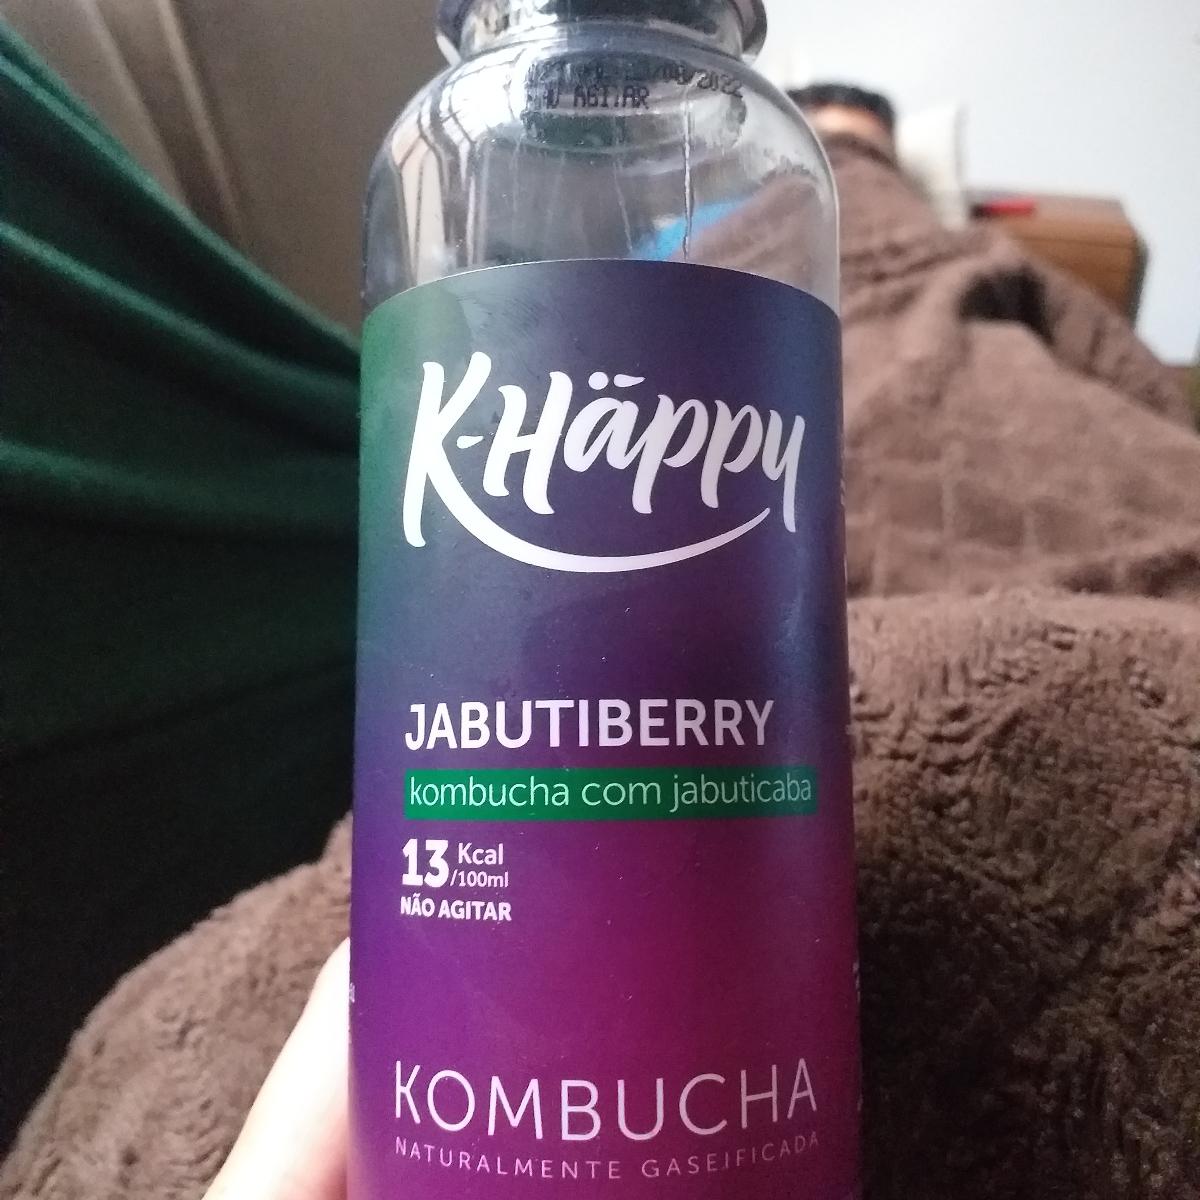 AGITAR
K-Häppy
JABUTIBERRY
kombucha com jabuticaba
13 Kcal
/100ml
NÃO AGITAR
KOMBUCHA
NATURALMENTE GASEIFICADA